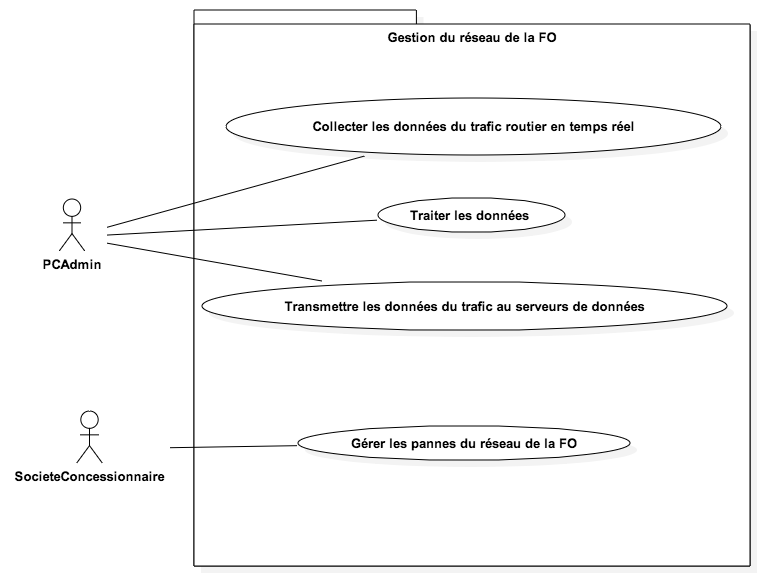 Gestion du réseau de la FO
Collecter les données du trafic routier en temps réel
Traiter les données
PCAdmin
Transmettre les données du trafic au serveurs de données
Gérer les pannes du réseau de la FO
SocieteConcessionnaire